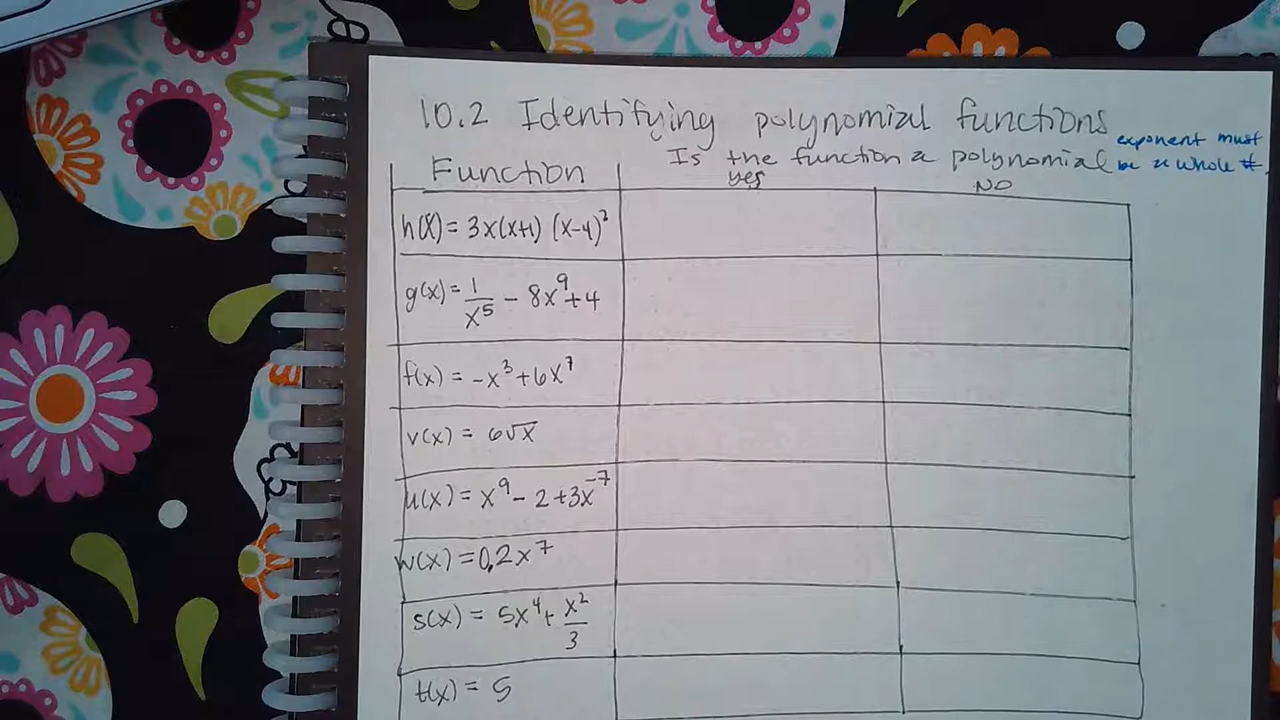 10.2 Identifying polynomial functions
Is the function a polynomial
exponent must
be a whole #.
Function
yes
NO
h(x) = 3x(x+1) (x-4)²
g(x) = 1/x⁵ - 8x⁹ + 4
f(x) = -x³ + 6x⁷
v(x) = 6√x
u(x) = x⁹ - 2 + 3x⁻⁷
w(x) = 0.2x⁷
s(x) = 5x⁴ + x²/3
t(x) = 5